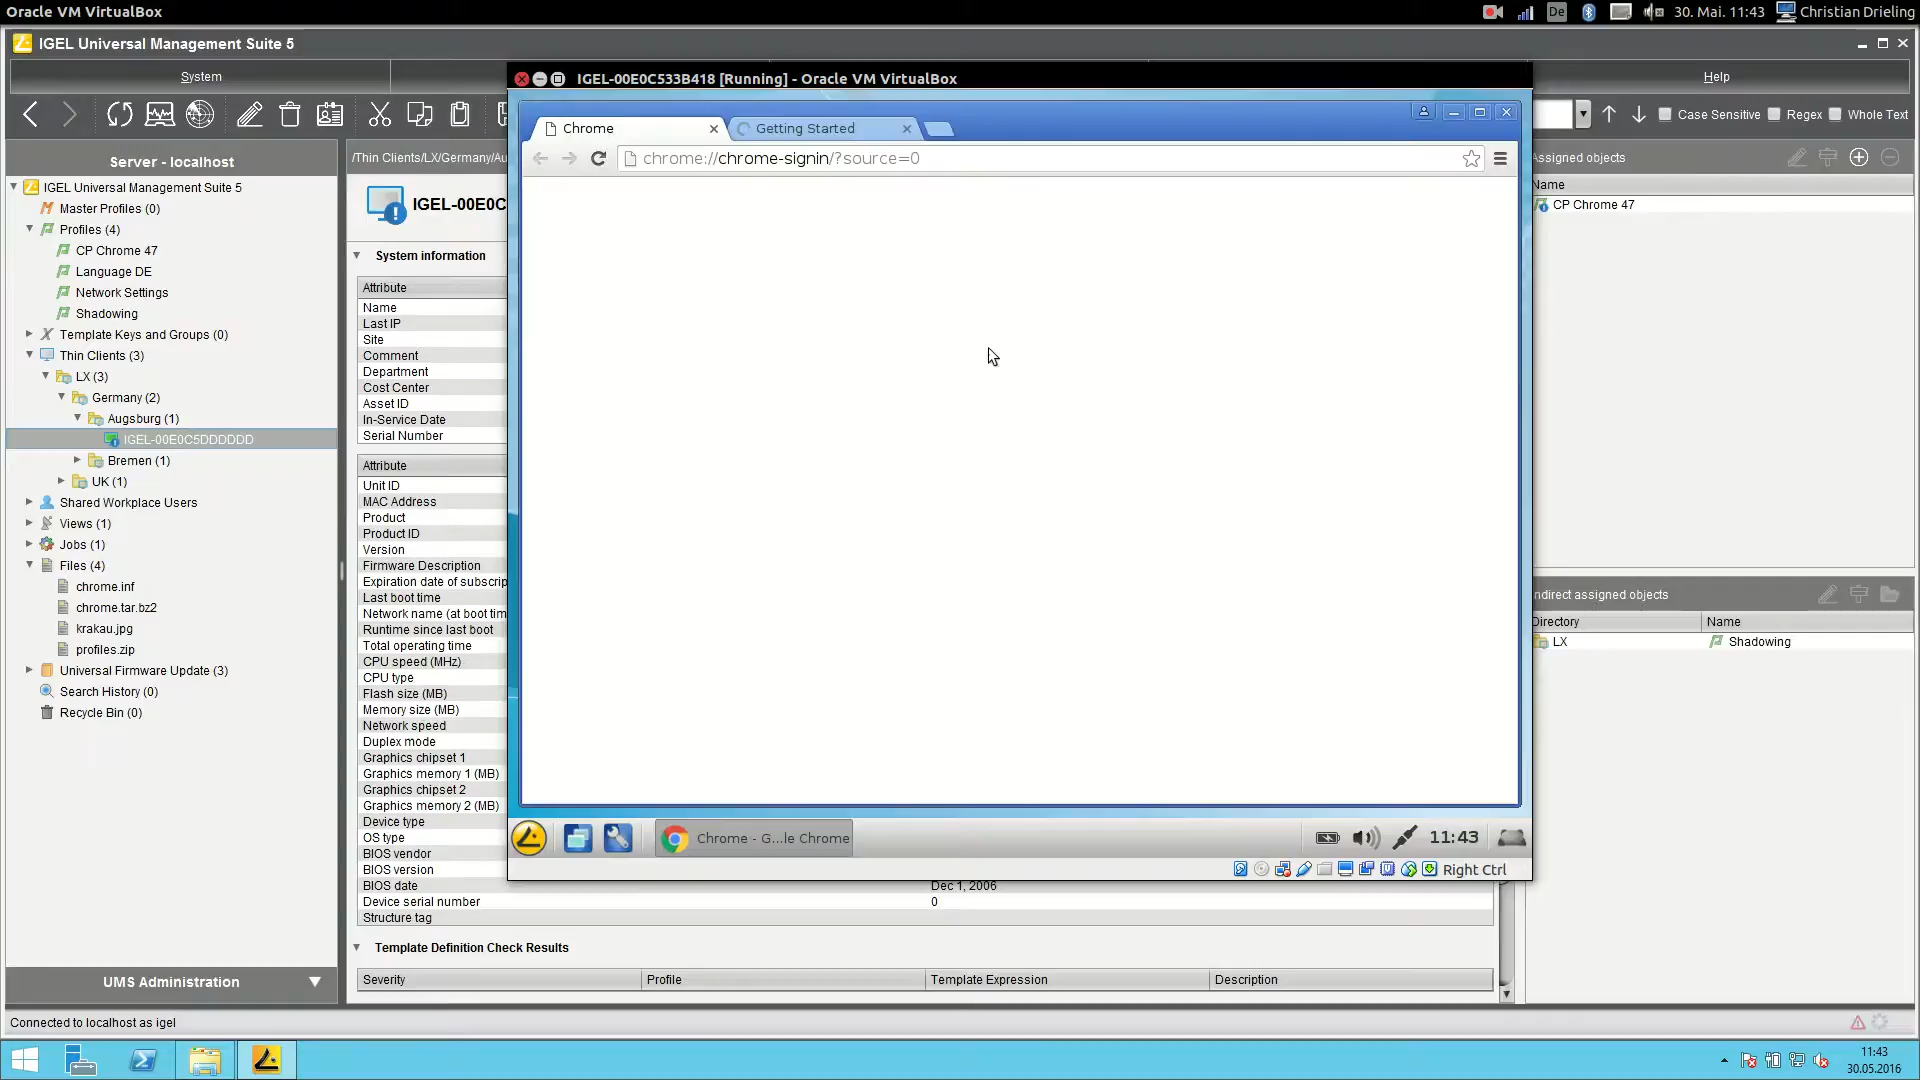 Oracle VM VirtualBox
De
30. Mai. 11:43
Christian Drieling
IGEL Universal Management Suite 5
System
Help
IGEL-00E0C533B418 [Running] - Oracle VM VirtualBox
Case Sensitive
Regex
Whole Text
Chrome
Getting Started
chrome://chrome-signin/?source=0
Server - localhost
IGEL Universal Management Suite 5
Master Profiles (0)
Profiles (4)
CP Chrome 47
Language DE
Network Settings
Shadowing
Template Keys and Groups (0)
Thin Clients (3)
LX (3)
Germany (2)
Augsburg (1)
IGEL-00E0C5DDDDDD
Bremen (1)
UK (1)
Shared Workplace Users
Views (1)
Jobs (1)
Files (4)
chrome.inf
chrome.tar.bz2
krakau.jpg
profiles.zip
Universal Firmware Update (3)
Search History (0)
Recycle Bin (0)
UMS Administration
/Thin Clients/LX/Germany/Au
IGEL-00E0C
System information
Attribute
Name
Last IP
Site
Comment
Department
Cost Center
Asset ID
In-Service Date
Serial Number
Attribute
Unit ID
MAC Address
Product
Product ID
Version
Firmware Description
Expiration date of subscrip
Last boot time
Network name (at boot tim
Runtime since last boot
Total operating time
CPU speed (MHz)
CPU type
Flash size (MB)
Memory size (MB)
Network speed
Duplex mode
Graphics chipset 1
Graphics memory 1 (MB)
Graphics chipset 2
Graphics memory 2 (MB)
Device type
OS type
BIOS vendor
BIOS version
BIOS date Dec 1, 2006
Device serial number 0
Structure tag
Template Definition Check Results
Severity Profile Template Expression Description
Chrome - G...le Chrome
11:43
Right Ctrl
Assigned objects
Name
CP Chrome 47
ndirect assigned objects
Directory Name
LX Shadowing
Connected to localhost as igel
11:43
30.05.2016